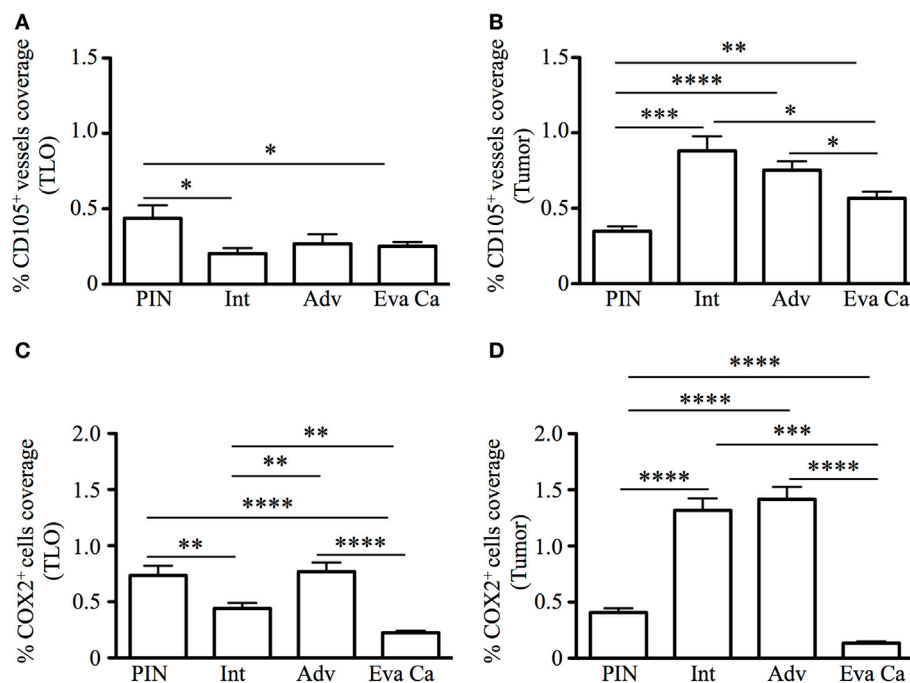 A
% CD105+ vessels coverage
(TLO)
1.5
1.0
0.5
0
*
*
PIN Int Adv Eva Ca
B
% CD105+ vessels coverage
(Tumor)
1.5
1.0
0.5
0
**
****
*** *
*
PIN Int Adv Eva Ca
C
% COX2+ cells coverage
(TLO)
2.0
1.5
1.0
0.5
0
**
**
****
** ****
PIN Int Adv Eva Ca
D
% COX2+ cells coverage
(Tumor)
2.0
1.5
1.0
0.5
0
****
****
***
**** ****
PIN Int Adv Eva Ca